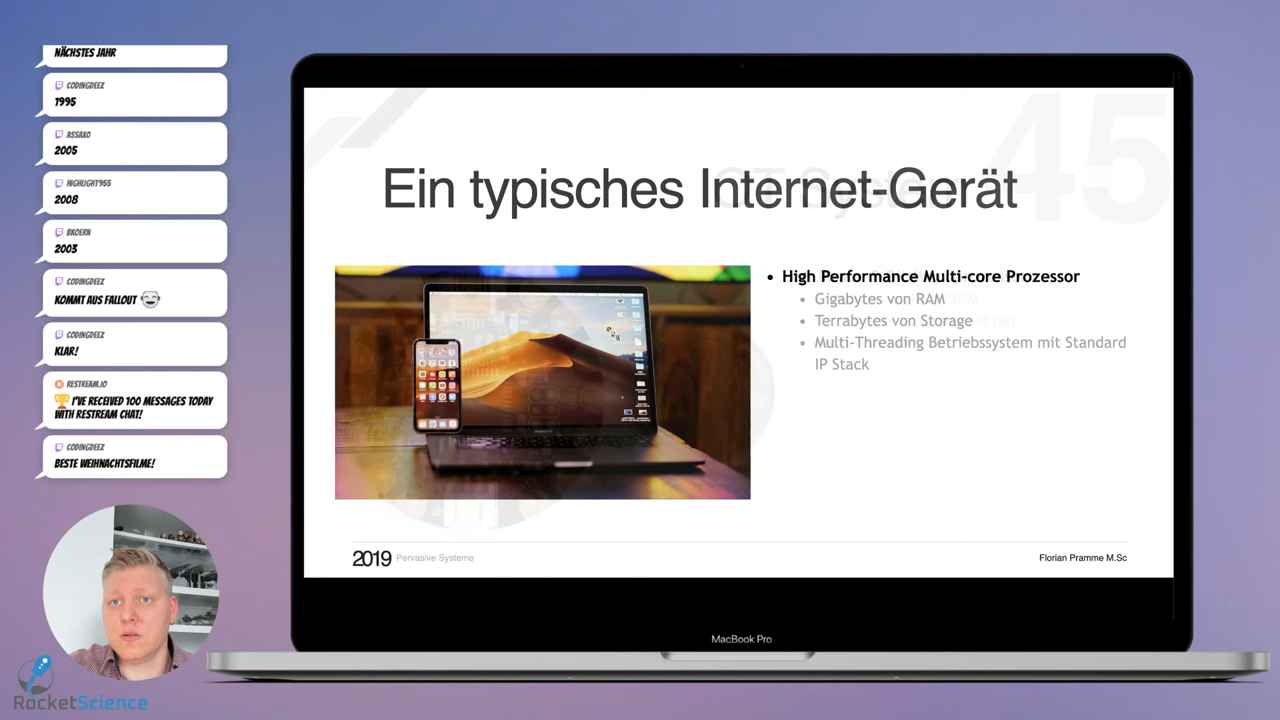 NÄCHSTES JAHR
CODINGDEEZ
1995
ASSAXO
2005
HIGHLIGHT955
2008
BKOERN
2003
CODINGDEEZ
KOMMT AUS FALLOUT
CODINGDEEZ
KLAR!
RESTREAM.IO
I'VE RECEIVED 100 MESSAGES TODAY
WITH RESTREAM CHAT!
CODINGDEEZ
BESTE WEIHNACHTSFILME!
RocketScience
45
Ein typisches Internet-Gerät
• High Performance Multi-core Prozessor
• Gigabytes von RAM
• Terrabytes von Storage
• Multi-Threading Betriebssystem mit Standard
IP Stack
2019 Pervasive Systeme
Florian Pramme M.Sc
MacBook Pro